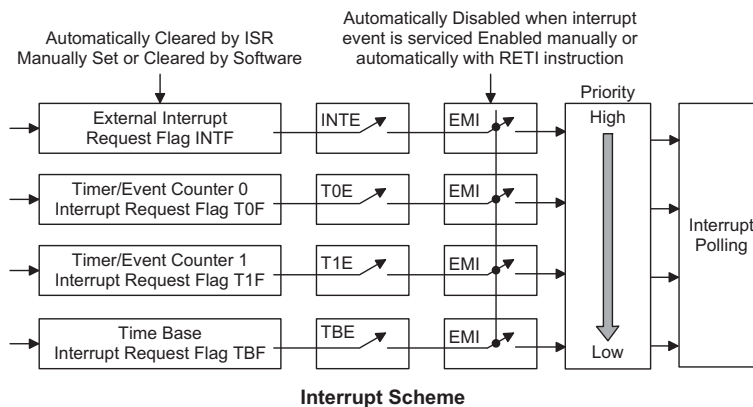 Automatically Cleared by ISR
Manually Set or Cleared by Software
Automatically Disabled when interrupt
event is serviced Enabled manually or
automatically with RETI instruction
Priority
External Interrupt
Request Flag INTF
INTE
EMI
High
Timer/Event Counter 0
Interrupt Request Flag T0F
T0E
EMI
Timer/Event Counter 1
Interrupt Request Flag T1F
T1E
EMI
Interrupt
Polling
Time Base
Interrupt Request Flag TBF
TBE
EMI
Low
Interrupt Scheme